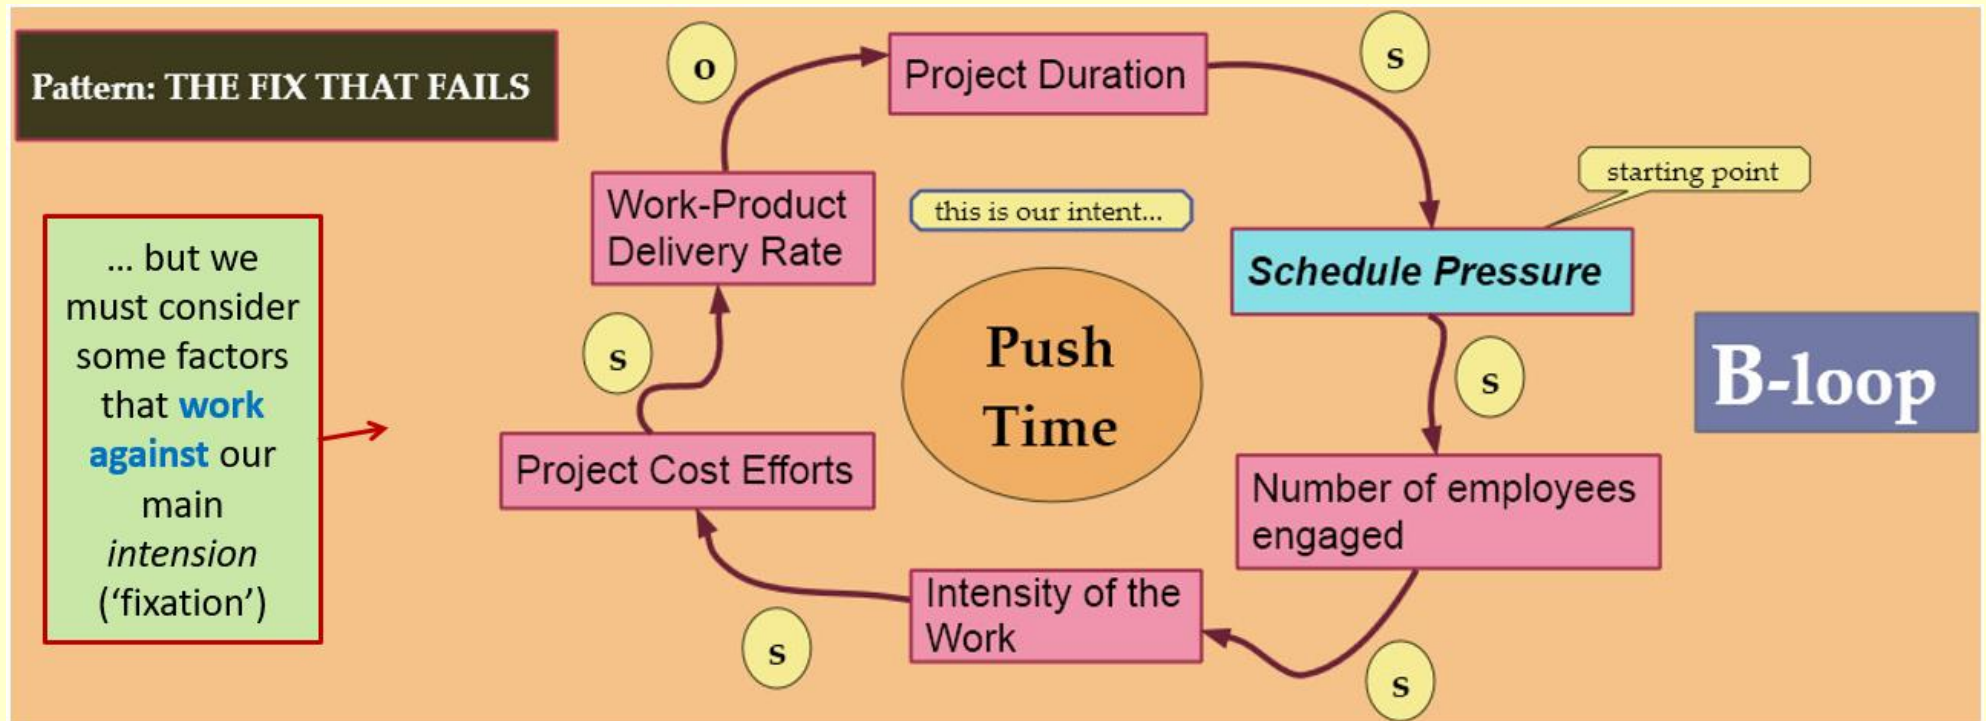 Pattern: THE FIX THAT FAILS
o
Project Duration
s
starting point
Work-Product
Delivery Rate
this is our intent...
Schedule Pressure
... but we
must consider
some factors
that work
against our
main
intension
(‘fixation’)
s
Push
Time
s
B-loop
Project Cost Efforts
Number of employees
engaged
Intensity of the
Work
s
s